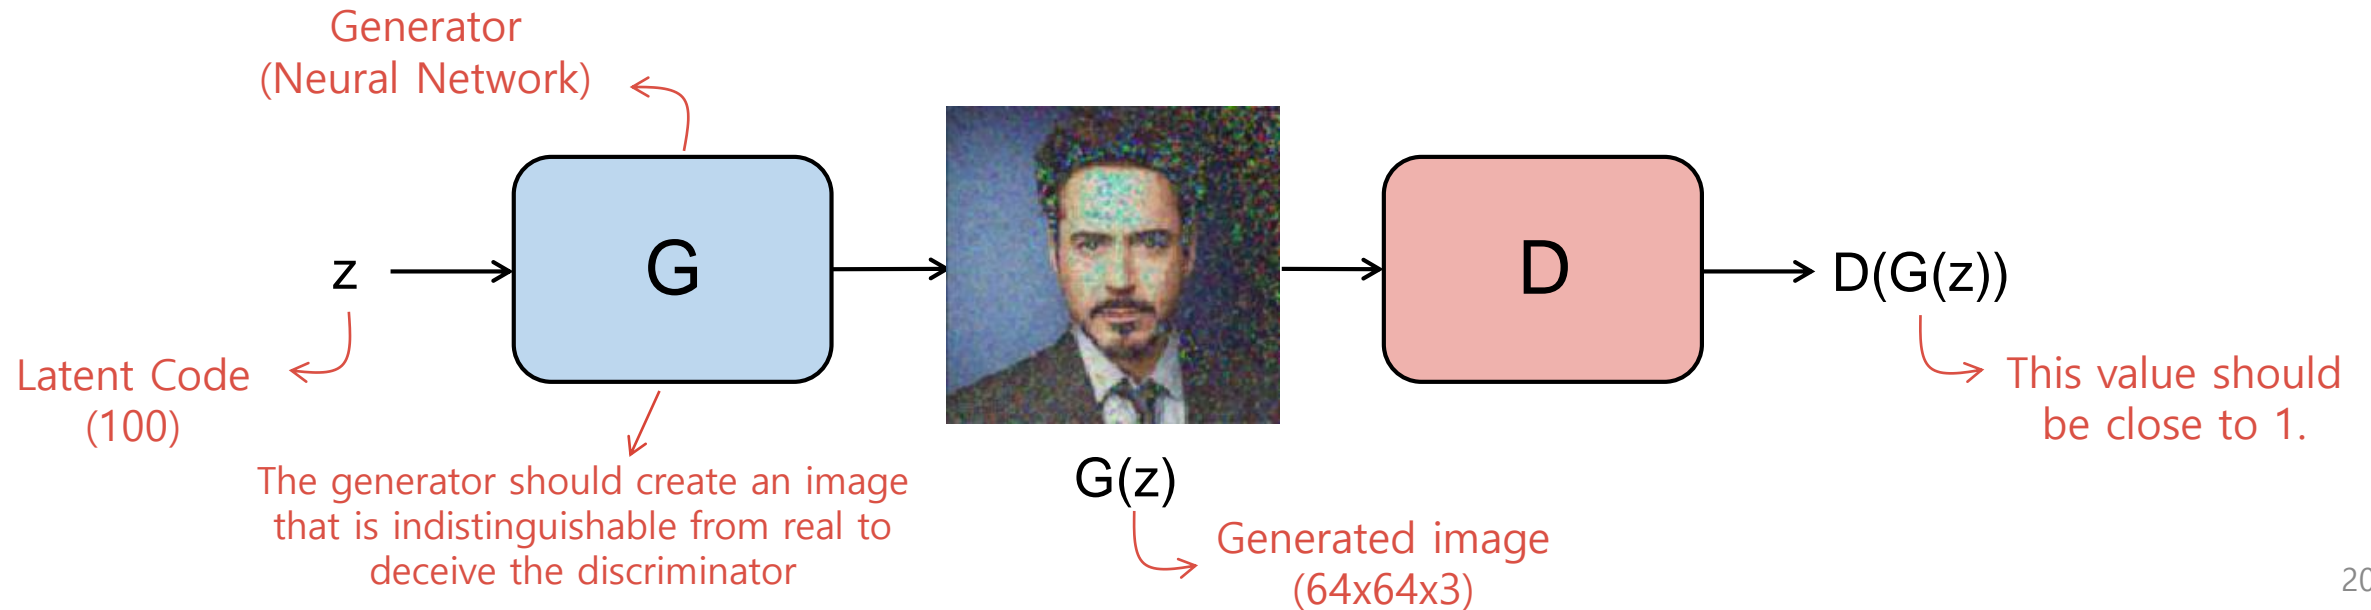 Generator
(Neural Network)
z
G
D
D(G(z))
Latent Code
(100)
This value should
be close to 1.
The generator should create an image
that is indistinguishable from real to
deceive the discriminator
G(z)
Generated image
(64x64x3)
20